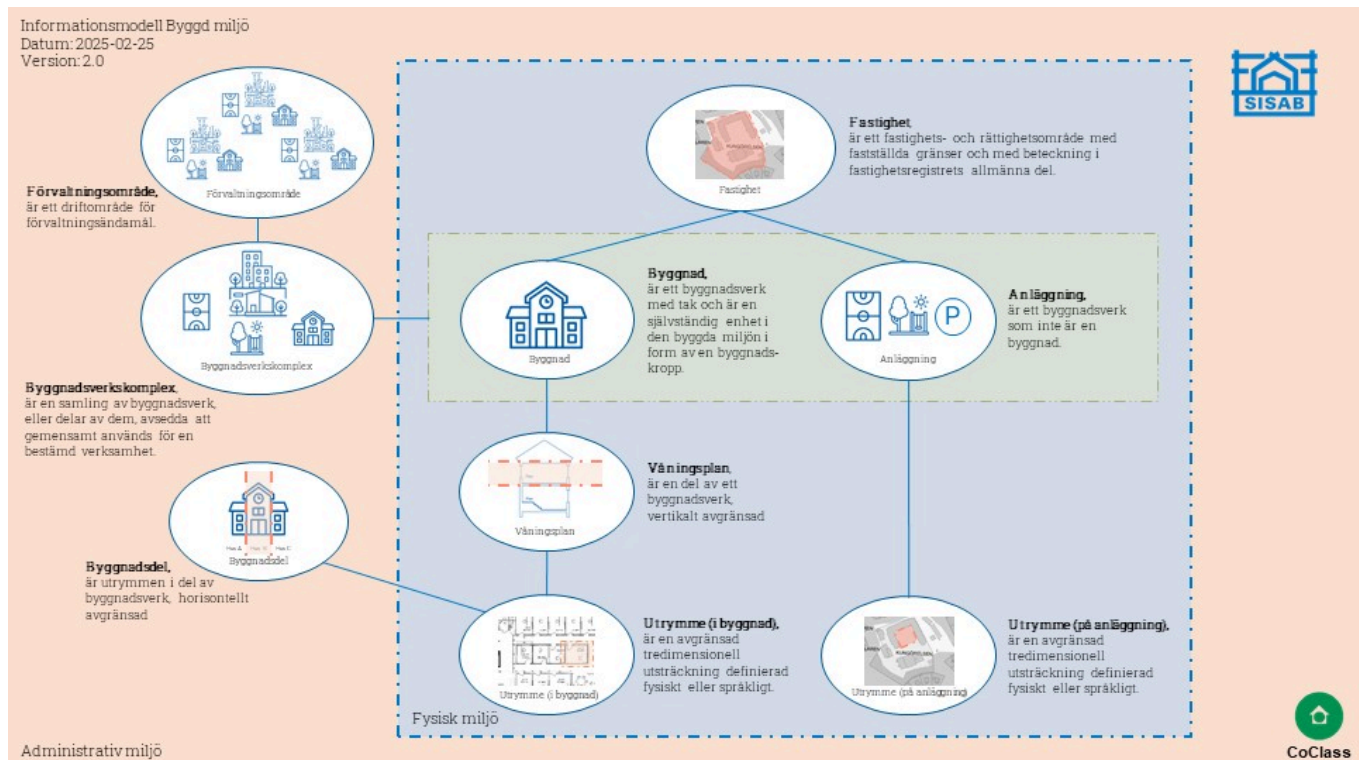 Informationsmodell Byggd miljö
Datum: 2025-02-25
Version: 2.0
SISAB
Förvaltningsområde
Förvaltningsområde,
är ett driftområde för
förvaltningsändamål.
Fastighet
Fastighet,
är ett fastighets- och rättighetsområde med
fastställda gränser och med beteckning i
fastighetsregistrets allmänna del.
Byggnadsverkskomplex
Byggnadsverkskomplex,
är en samling av byggnadsverk,
eller delar av dem, avsedda att
gemensamt används för en
bestämd verksamhet.
Byggnad
Byggnad,
är ett byggnadsverk
med tak och är en
självständig enhet i
den byggda miljön i
form av en byggnads-
kropp.
P
Anläggning
Anläggning,
är ett byggnadsverk
som inte är en
byggnad.
Våningsplan
Våningsplan,
är en del av ett
byggnadsverk,
vertikalt avgränsad
Hus A Hus B Hus C
Byggnadsdel
Byggnadsdel,
är utrymmen i del av
byggnadsverk, horisontellt
avgränsad
Utrymme (i byggnad)
Utrymme (i byggnad),
är en avgränsad
tredimensionell
utsträckning definierad
fysiskt eller språkligt.
Utrymme (på anläggning)
Utrymme (på anläggning),
är en avgränsad
tredimensionell
utsträckning definierad
fysiskt eller språkligt.
Fysisk miljö
Administrativ miljö
CoClass